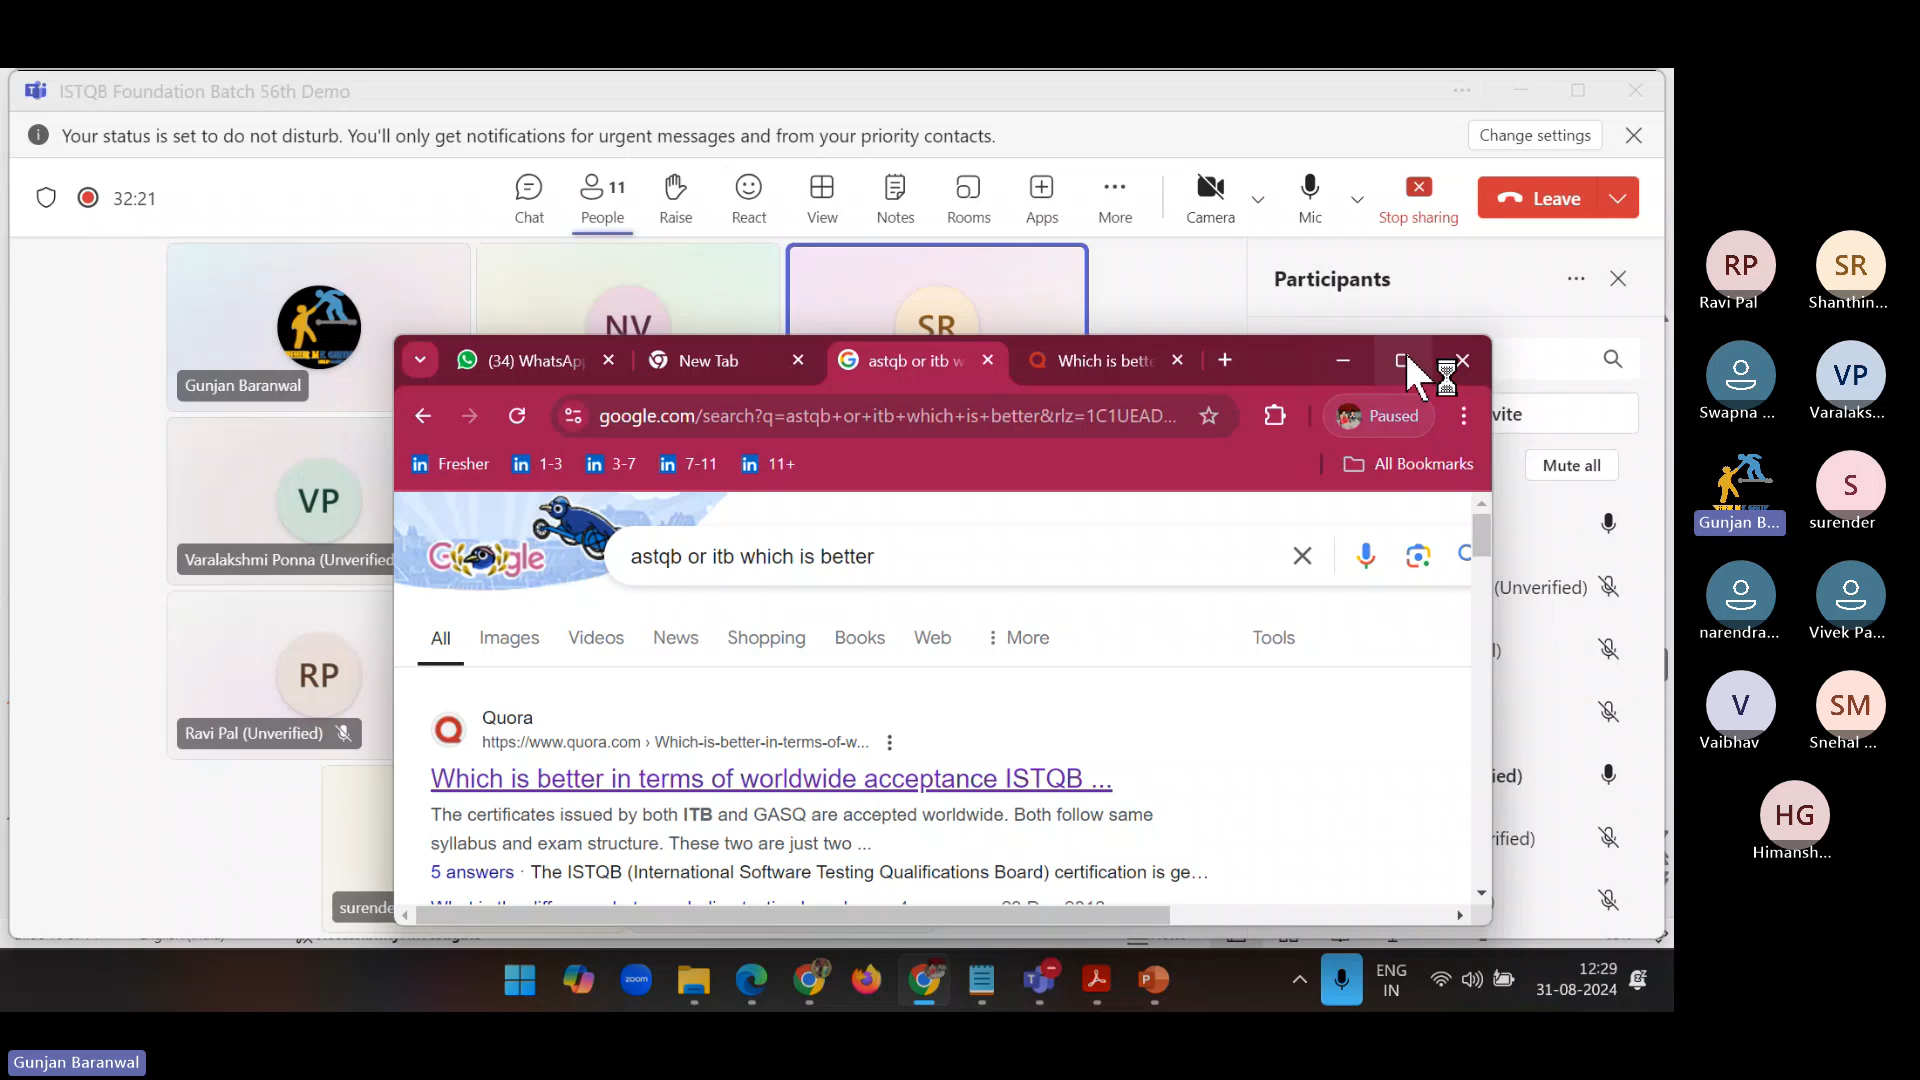 ISTQB Foundation Batch 56th Demo
Your status is set to do not disturb. You'll only get notifications for urgent messages and from your priority contacts.
Change settings
32:21
Chat
People 11
Raise
React
View
Notes
Rooms
Apps
More
Camera
Mic
Stop sharing
Leave
Participants
Gunjan Baranwal
NV
SR
VP
Varalakshmi Ponna (Unverified
RP
Ravi Pal (Unverified)
surende
Mute all
(Unverified)
(34) WhatsAp
New Tab
astqb or itb w
Which is bette
google.com/search?q=astqb+or+itb+which+is+better&rlz=1C1UEAD...
Paused
Fresher
1-3
3-7
7-11
11+
All Bookmarks
Google
astqb or itb which is better
All
Images
Videos
News
Shopping
Books
Web
More
Tools
Quora
https://www.quora.com › Which-is-better-in-terms-of-w...
Which is better in terms of worldwide acceptance ISTQB ...
The certificates issued by both ITB and GASQ are accepted worldwide. Both follow same
syllabus and exam structure. These two are just two ...
5 answers · The ISTQB (International Software Testing Qualifications Board) certification is ge...
RP
Ravi Pal
SR
Shanthin...
Swapna ...
VP
Varalaks...
Gunjan B...
S
surender
narendra...
Vivek Pa...
V
Vaibhav
SM
Snehal ...
HG
Himansh...
zoom
ENG
IN
12:29
31-08-2024
Gunjan Baranwal